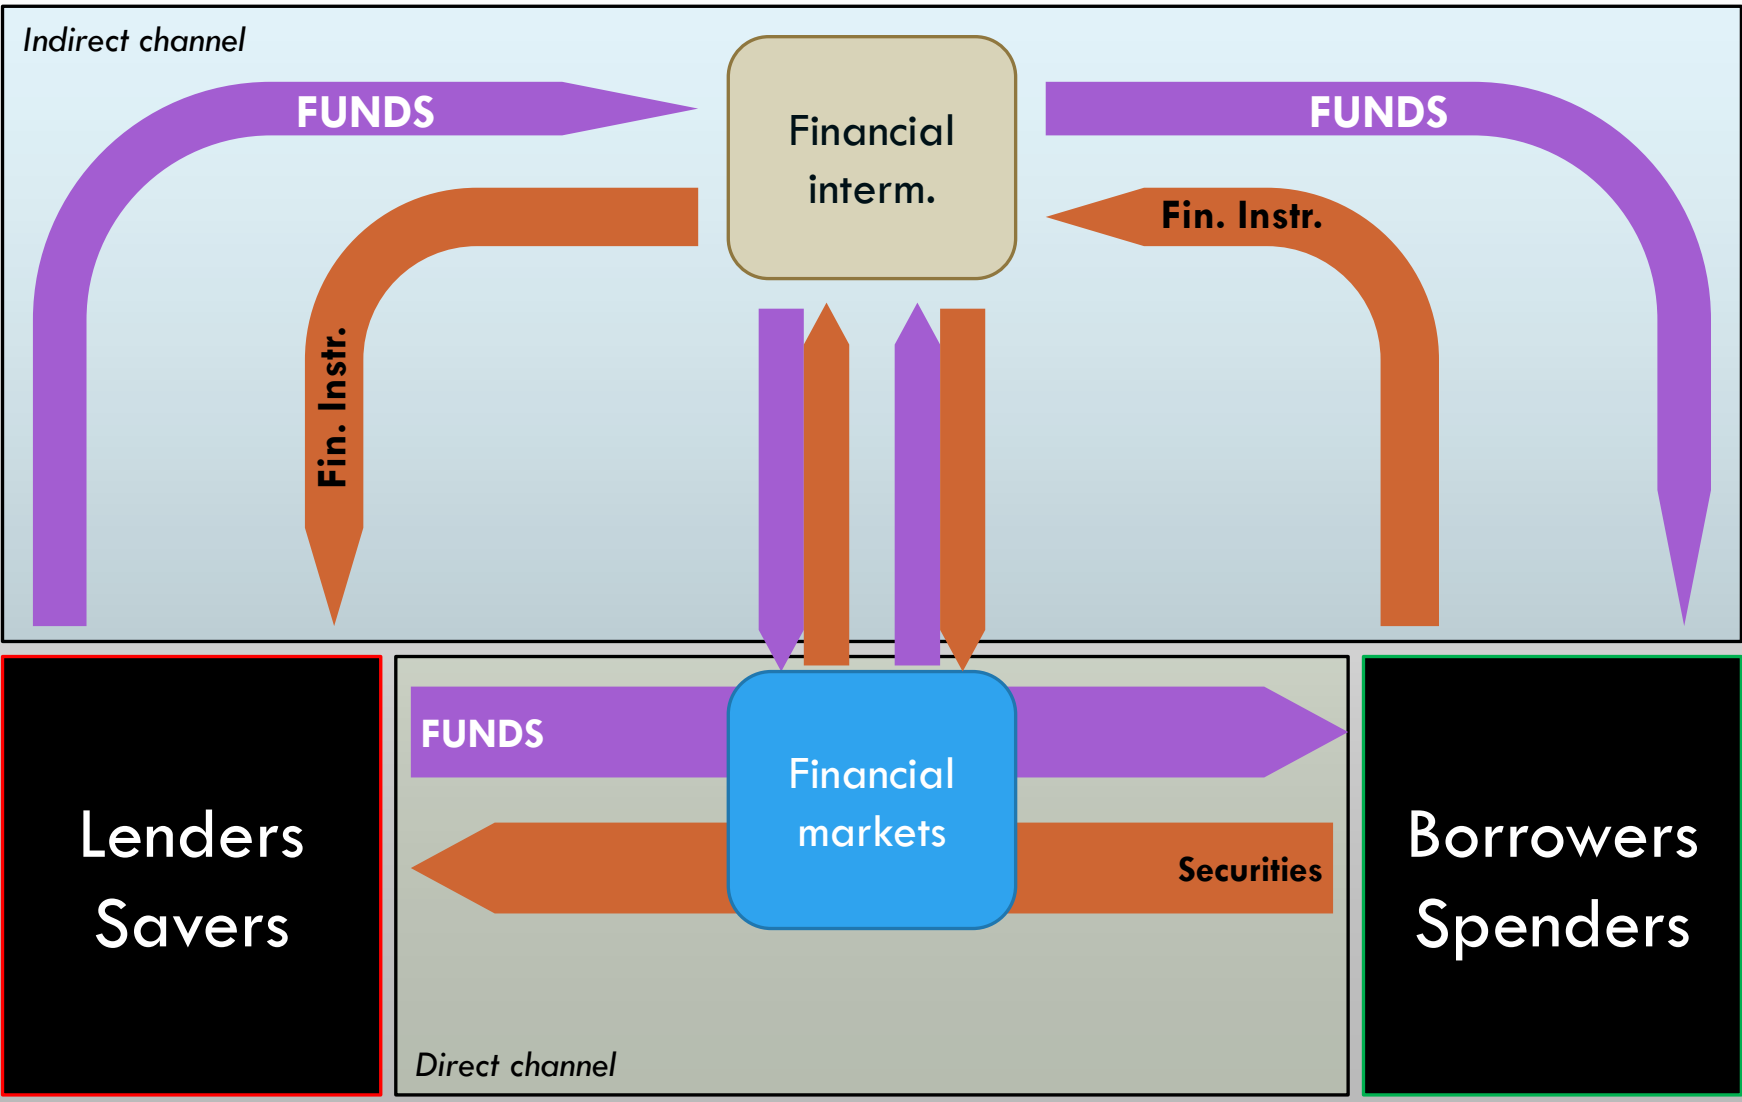 Indirect channel
FUNDS
Financial
interm.
FUNDS
Fin. Instr.
Fin. Instr.
Lenders
Savers
FUNDS
Financial
markets
Securities
Direct channel
Borrowers
Spenders